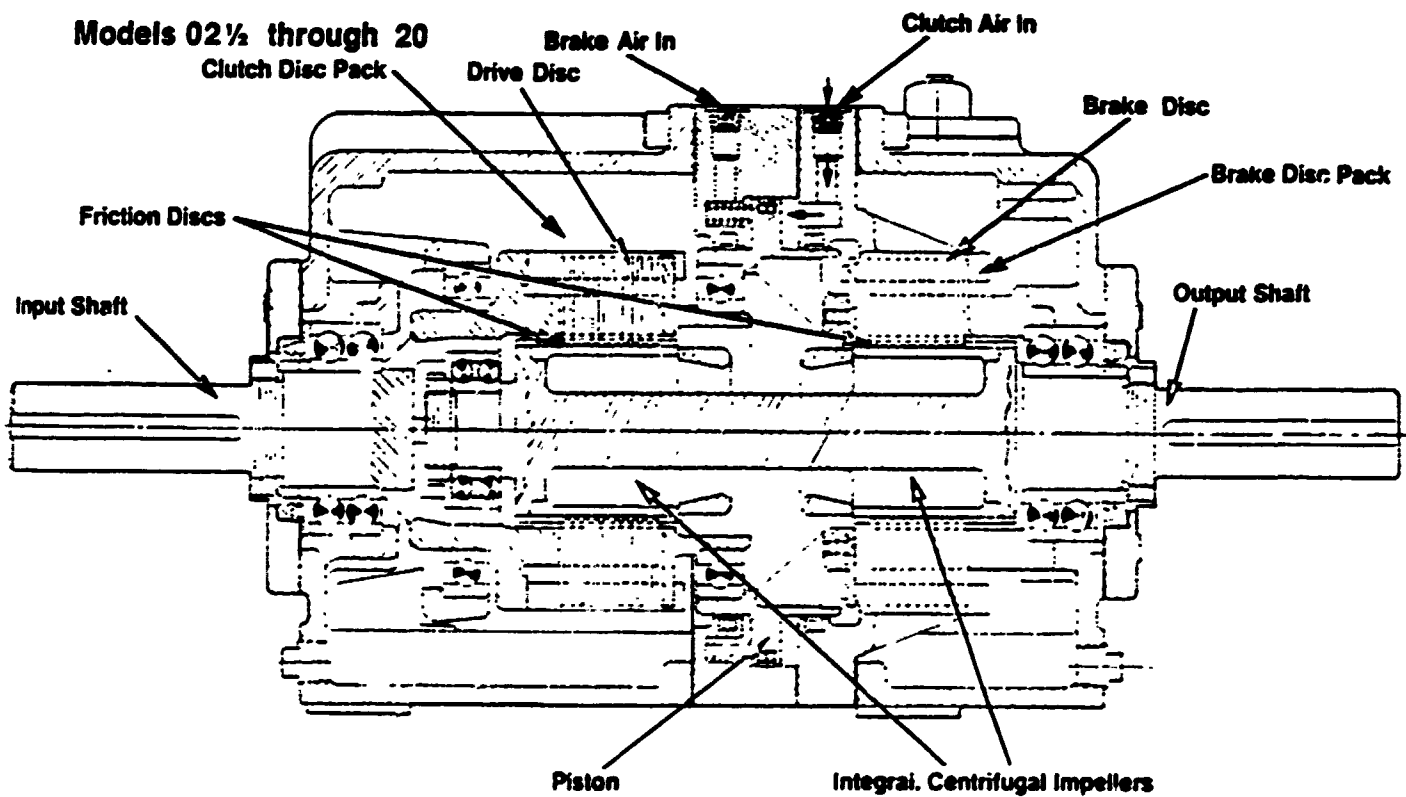 Models 02½ through 20
Brake Air In
Clutch Air In
Clutch Disc Pack
Drive Disc
Brake Disc
Brake Disc Pack
Friction Discs
Input Shaft
Output Shaft
Piston
Integral. Centrifugal Impellers